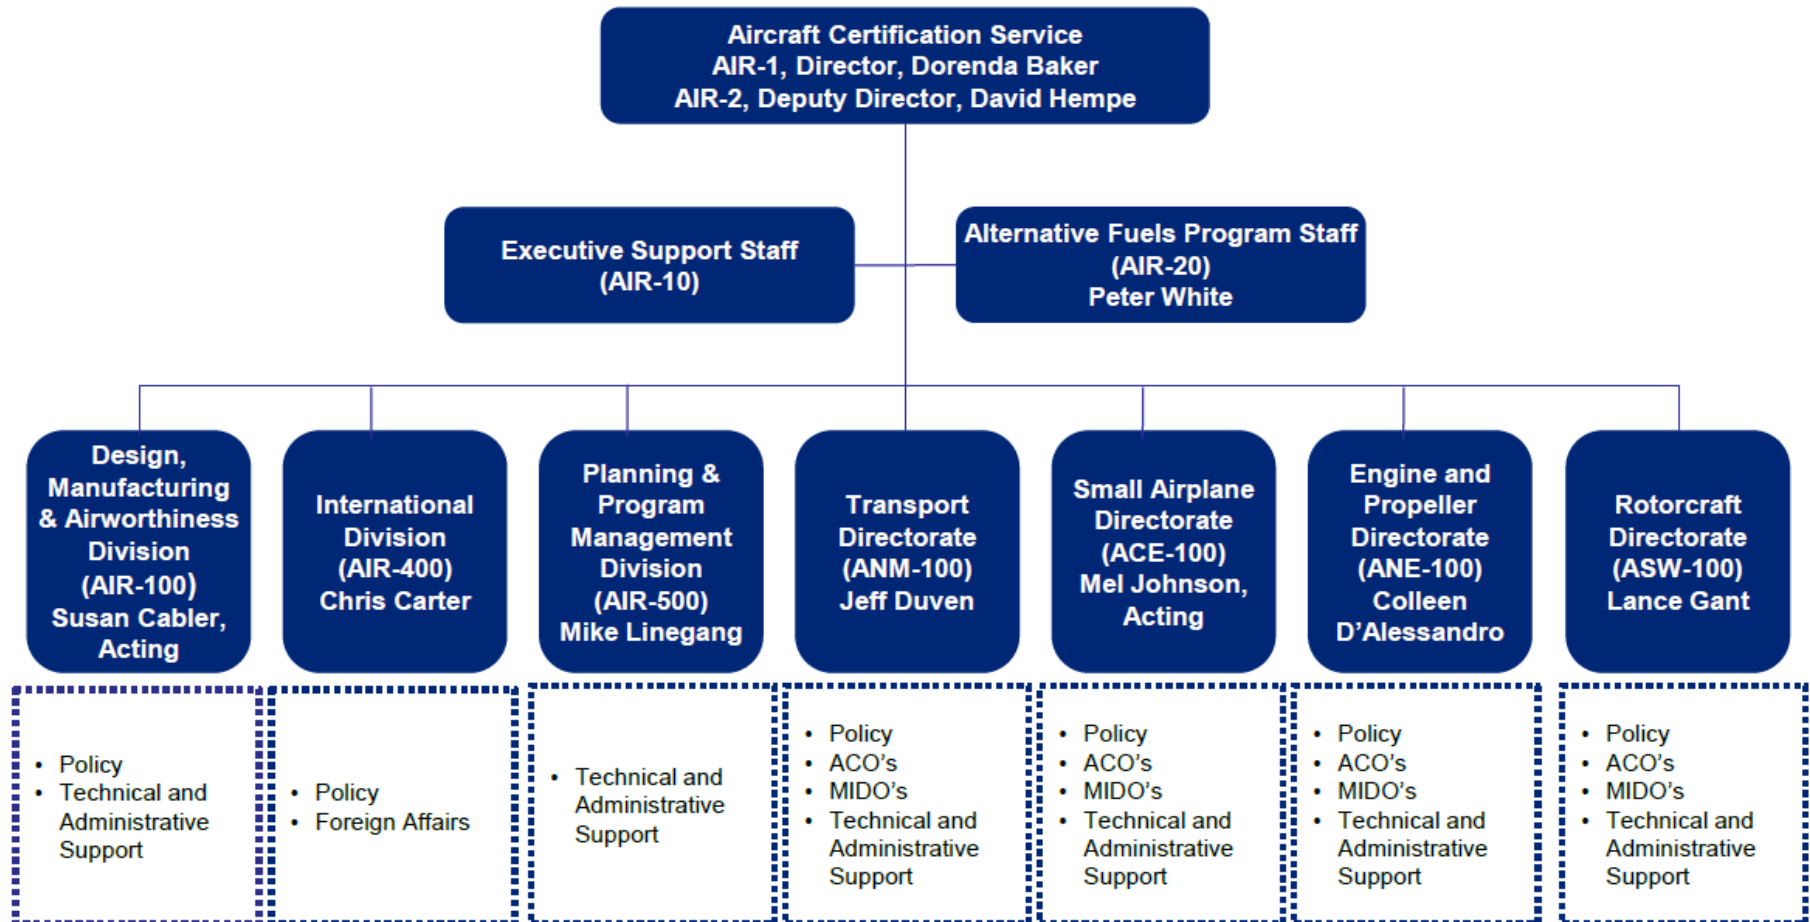 Aircraft Certification Service
AIR-1, Director, Dorenda Baker
AIR-2, Deputy Director, David Hempe
Executive Support Staff
(AIR-10)
Alternative Fuels Program Staff
(AIR-20)
Peter White
Design,
Manufacturing
& Airworthiness
Division
(AIR-100)
Susan Cabler,
Acting
International
Division
(AIR-400)
Chris Carter
Planning &
Program
Management
Division
(AIR-500)
Mike Linegang
Transport
Directorate
(ANM-100)
Jeff Duven
Small Airplane
Directorate
(ACE-100)
Mel Johnson,
Acting
Engine and
Propeller
Directorate
(ANE-100)
Colleen
D’Alessandro
Rotorcraft
Directorate
(ASW-100)
Lance Gant
• Policy
• Technical and
Administrative
Support
• Policy
• Foreign Affairs
• Technical and
Administrative
Support
• Policy
• ACO’s
• MIDO’s
• Technical and
Administrative
Support
• Policy
• ACO’s
• MIDO’s
• Technical and
Administrative
Support
• Policy
• ACO’s
• MIDO’s
• Technical and
Administrative
Support
• Policy
• ACO’s
• MIDO’s
• Technical and
Administrative
Support